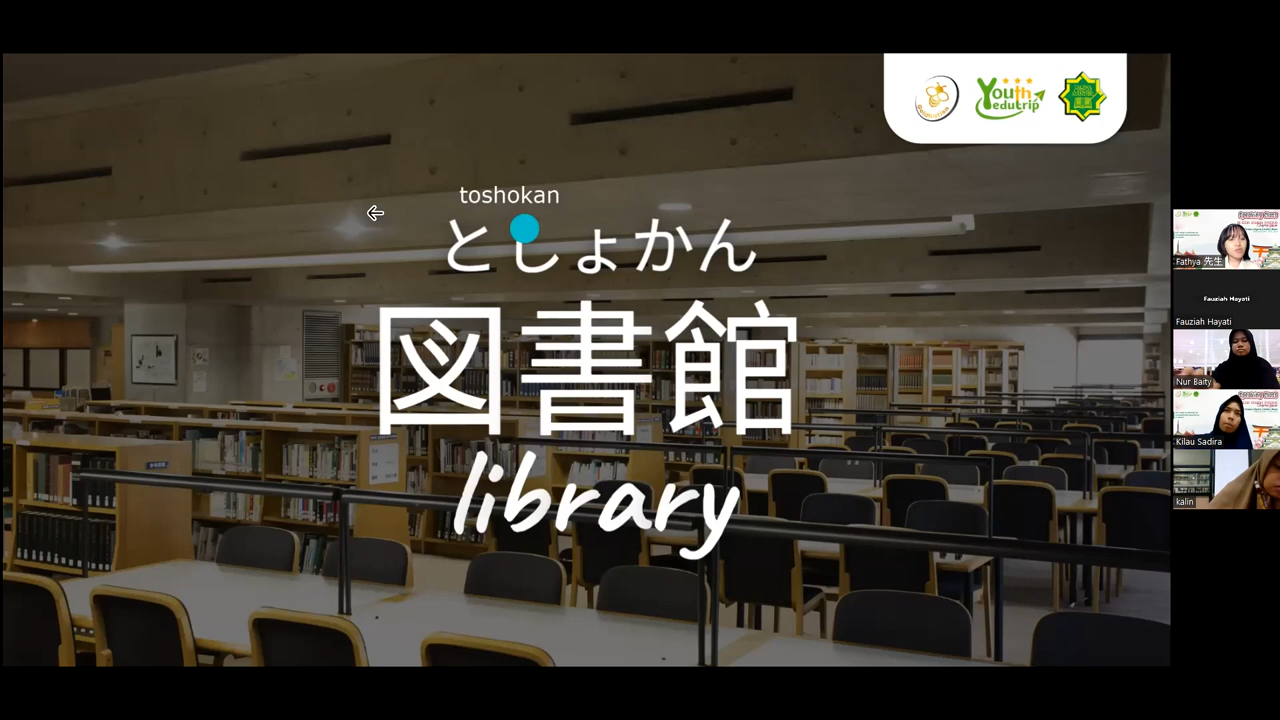 Youth
edutrip
toshokan
としょかん
図書館
library
Fathya 先生
Fauziah Hayati
Fauziah Hayati
Nur Baity
Kilau Sadira
kalin